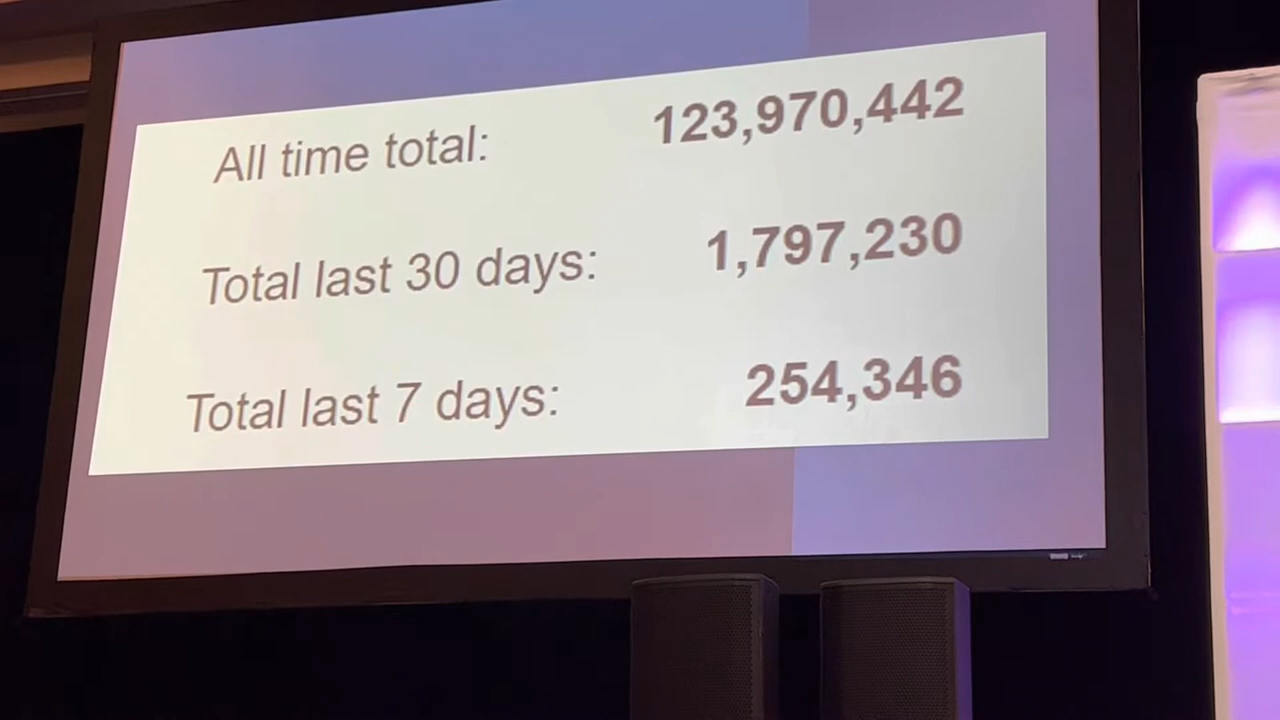 All time total: 123,970,442
Total last 30 days: 1,797,230
Total last 7 days: 254,346